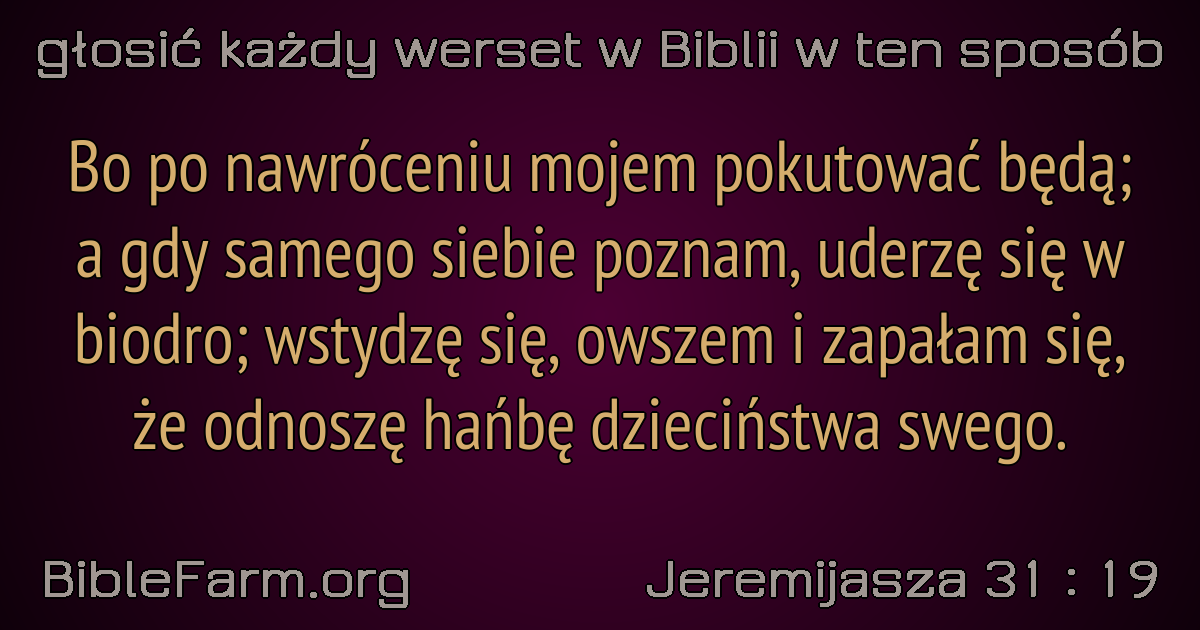 głosić każdy werset w Biblii w ten sposób
Bo po nawróceniu mojem pokutować będą;
a gdy samego siebie poznam, uderzę się w
biodro; wstydzę się, owszem i zapałam się,
że odnoszę hańbę dzieciństwa swego.
BibleFarm.org
Jeremijasza 31 : 19